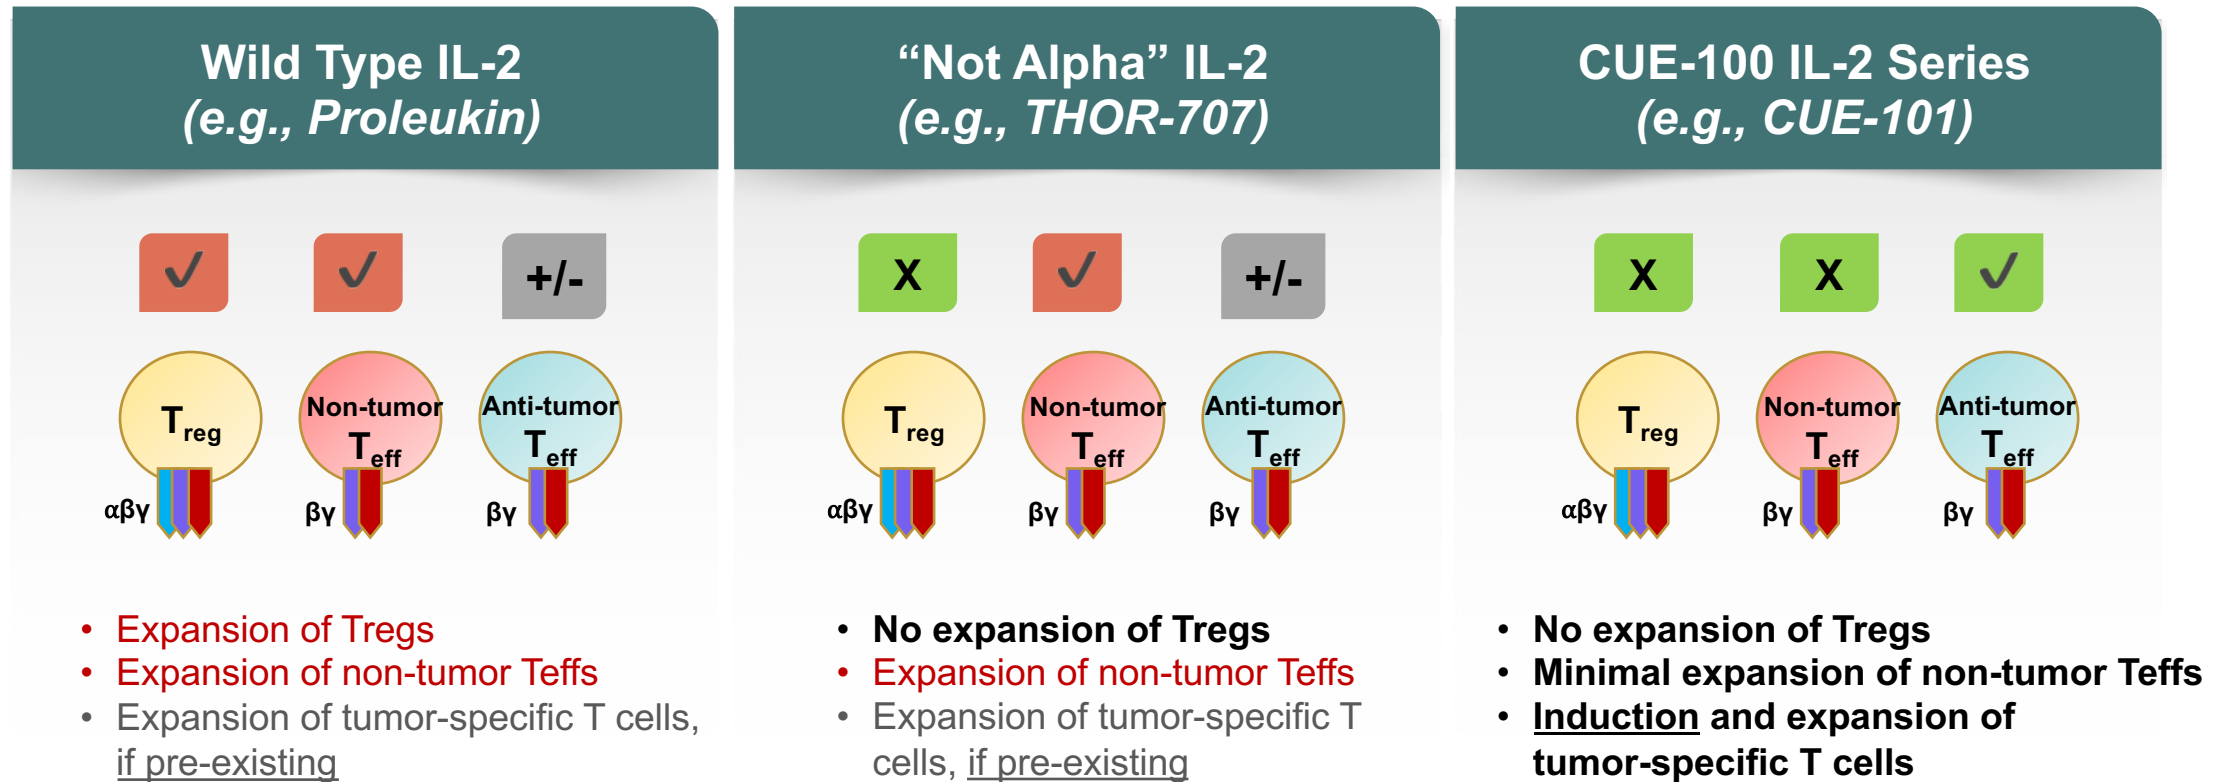 Wild Type IL-2
(e.g., Proleukin)
✓ ✓ +/-
Treg
Non-tumor
Teff
Anti-tumor
Teff
αβγ βγ βγ
• Expansion of Tregs
• Expansion of non-tumor Teffs
• Expansion of tumor-specific T cells,
if pre-existing
“Not Alpha” IL-2
(e.g., THOR-707)
X ✓ +/-
Treg
Non-tumor
Teff
Anti-tumor
Teff
αβγ βγ βγ
• No expansion of Tregs
• Expansion of non-tumor Teffs
• Expansion of tumor-specific T
cells, if pre-existing
CUE-100 IL-2 Series
(e.g., CUE-101)
X X ✓
Treg
Non-tumor
Teff
Anti-tumor
Teff
αβγ βγ βγ
• No expansion of Tregs
• Minimal expansion of non-tumor Teffs
• Induction and expansion of
tumor-specific T cells